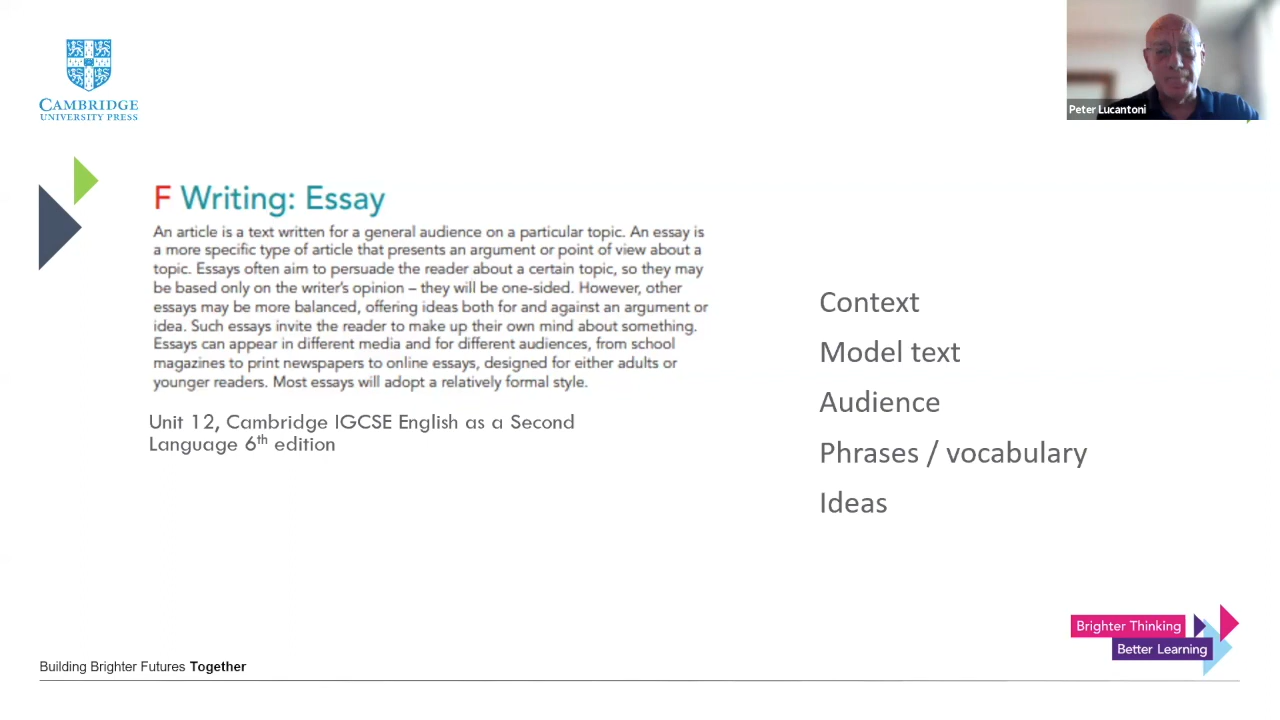 CAMBRIDGE
UNIVERSITY PRESS
Peter Lucantoni
F Writing: Essay
An article is a text written for a general audience on a particular topic. An essay is
a more specific type of article that presents an argument or point of view about a
topic. Essays often aim to persuade the reader about a certain topic, so they may
be based only on the writer's opinion – they will be one-sided. However, other
essays may be more balanced, offering ideas both for and against an argument or
idea. Such essays invite the reader to make up their own mind about something.
Essays can appear in different media and for different audiences, from school
magazines to print newspapers to online essays, designed for either adults or
younger readers. Most essays will adopt a relatively formal style.
Unit 12, Cambridge IGCSE English as a Second
Language 6th edition
Context
Model text
Audience
Phrases / vocabulary
Ideas
Brighter Thinking
Better Learning
Building Brighter Futures Together